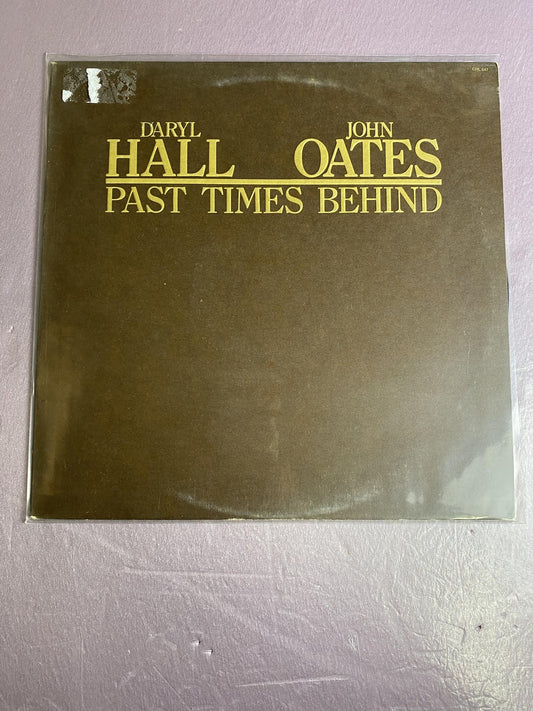 DARYL JOHN
HALL OATES
PAST TIMES BEHIND